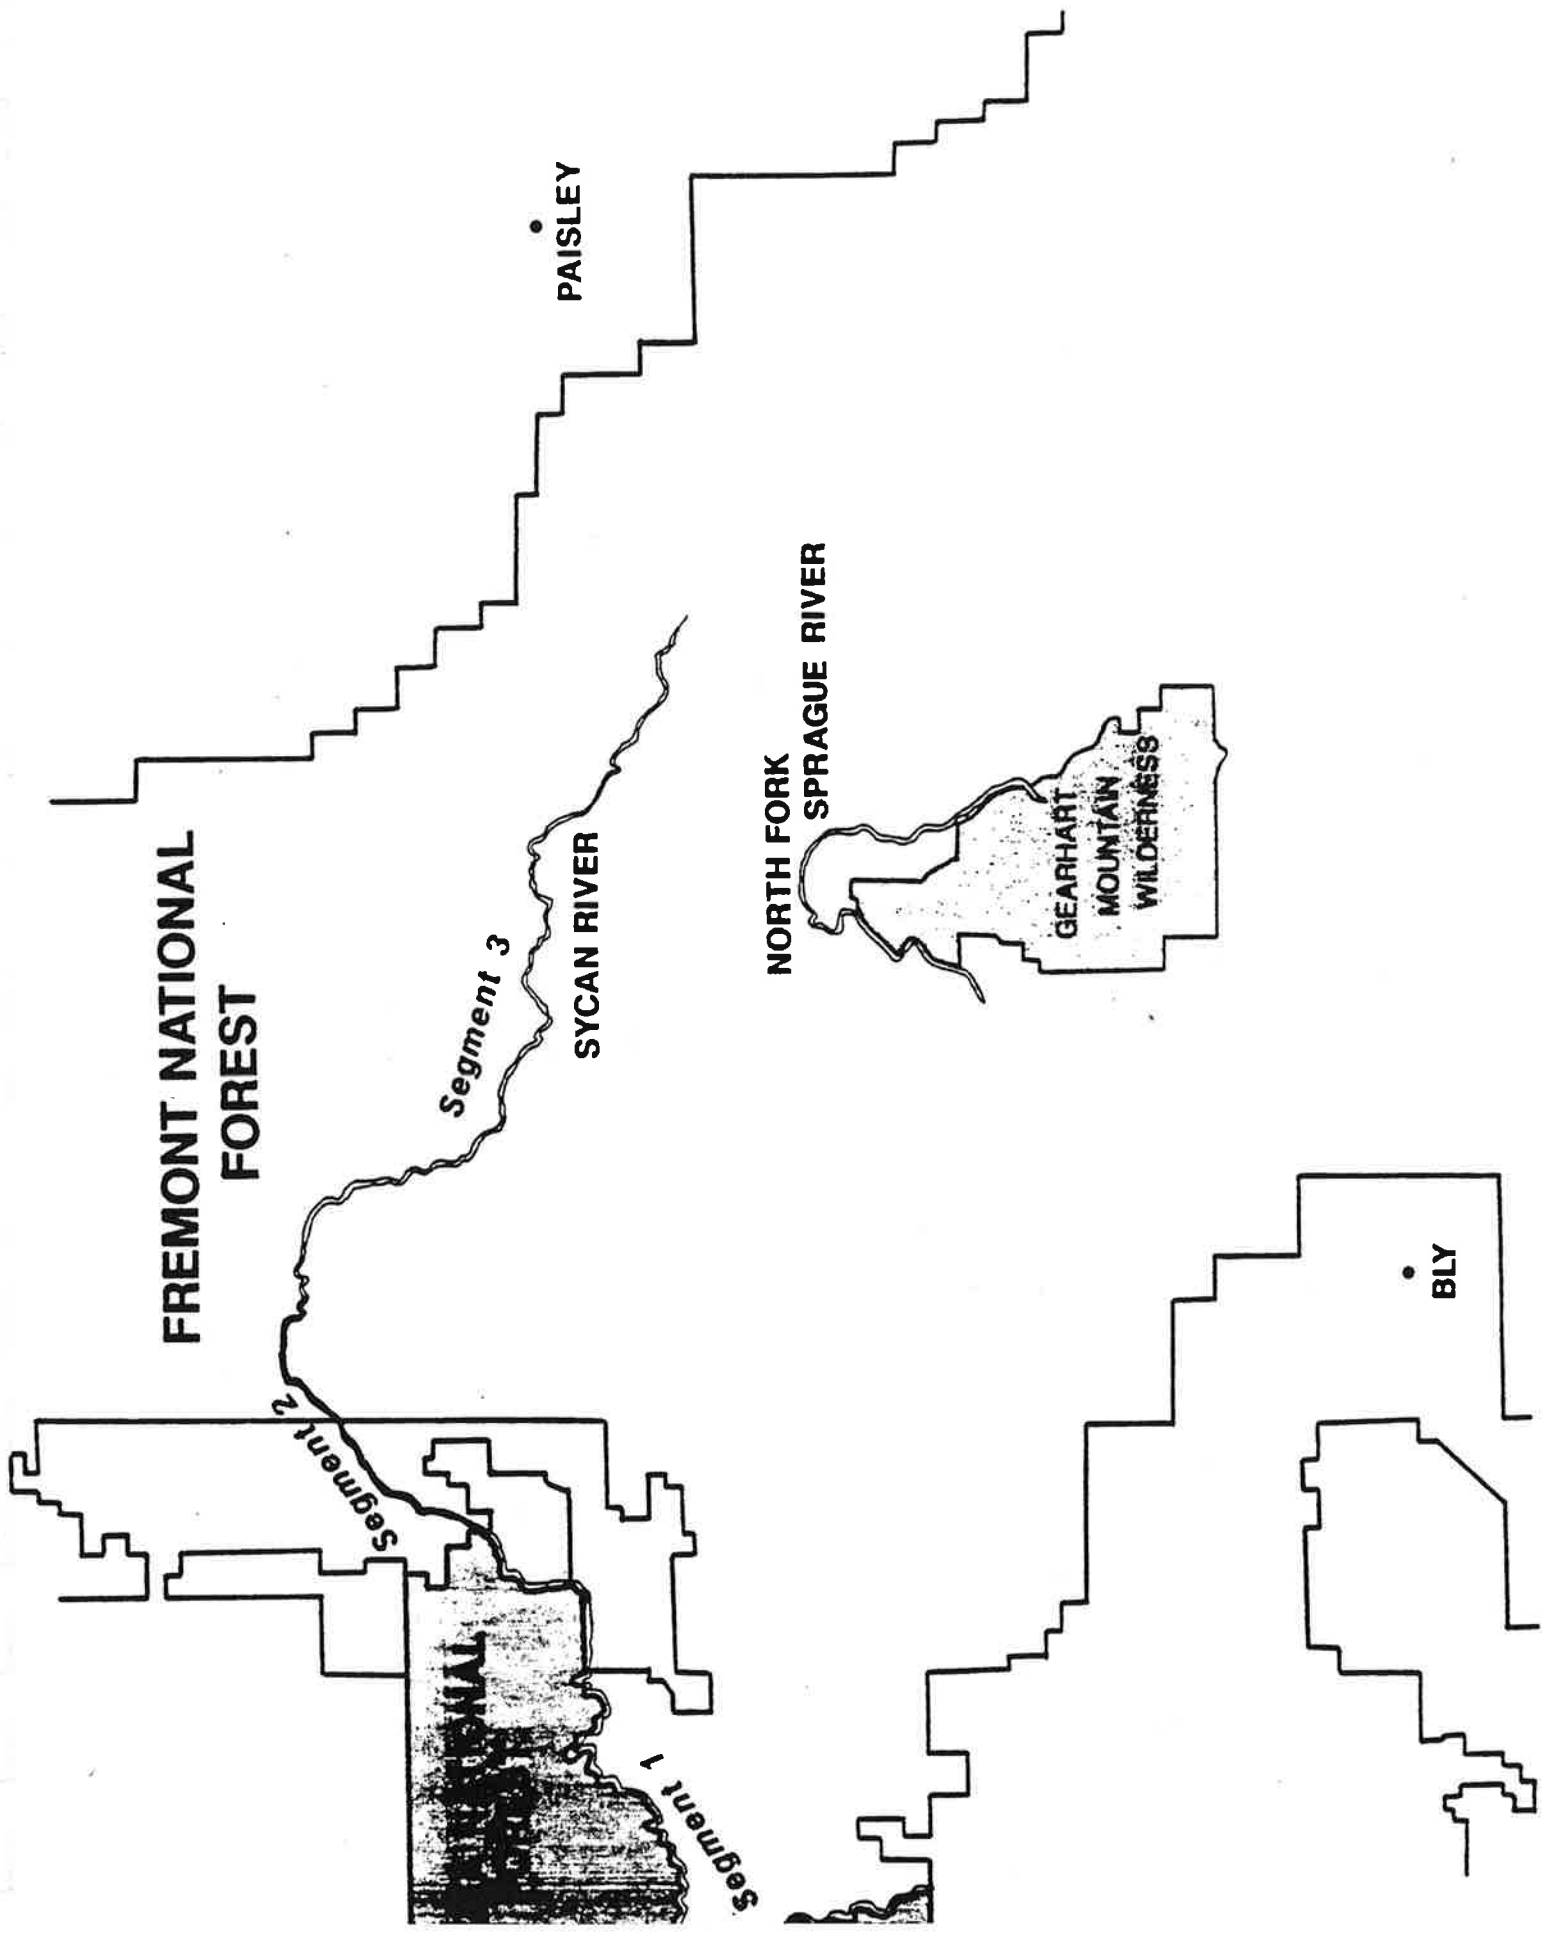 FREMONT NATIONAL
FOREST
PAISLEY
Segment 2
Segment 3
SYCAN RIVER
Segment 1
NORTH FORK
SPRAGUE RIVER
GEARHART
MOUNTAIN
WILDERNESS
BLY